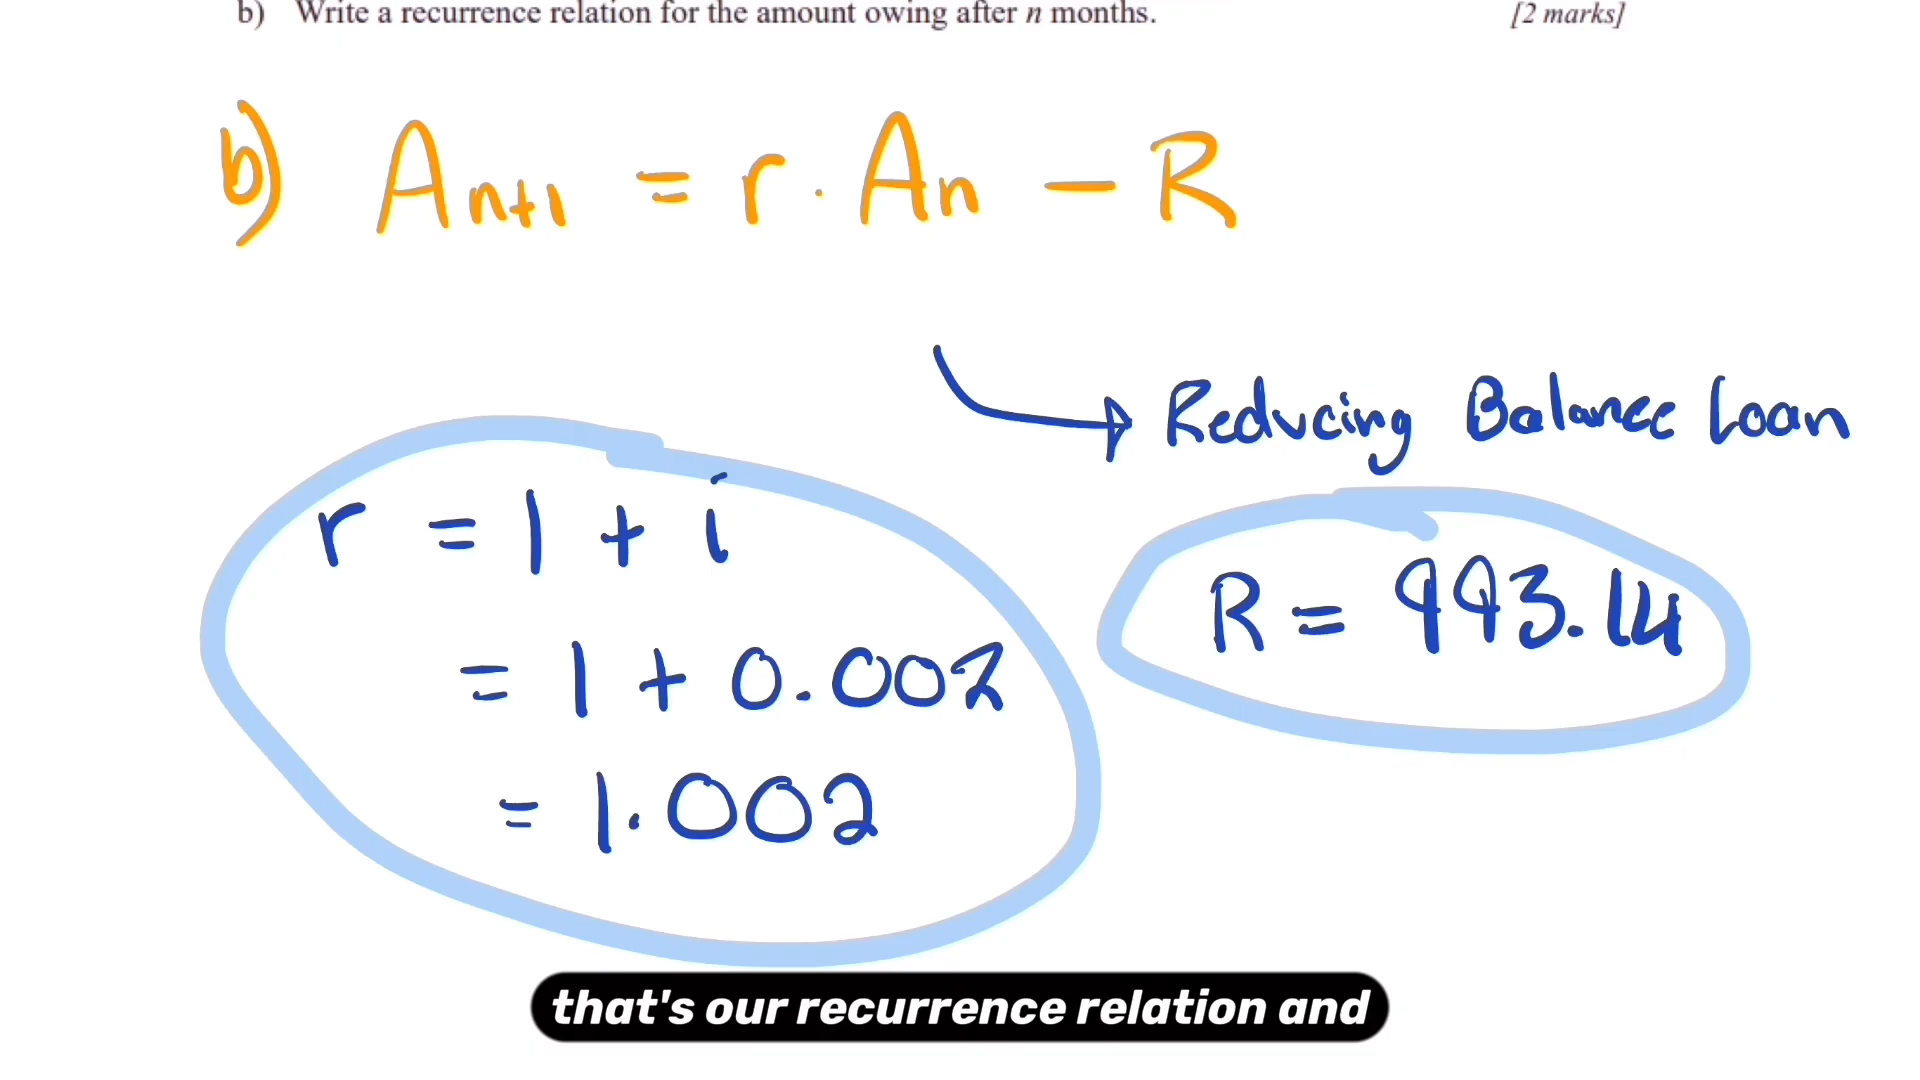 b) Write a recurrence relation for the amount owing after n months. [2 marks]
b) An+1 = r · An − R
Reducing Balance Loan
r = 1 + i
= 1 + 0.002
= 1.002
R = 993.14
that's our recurrence relation and